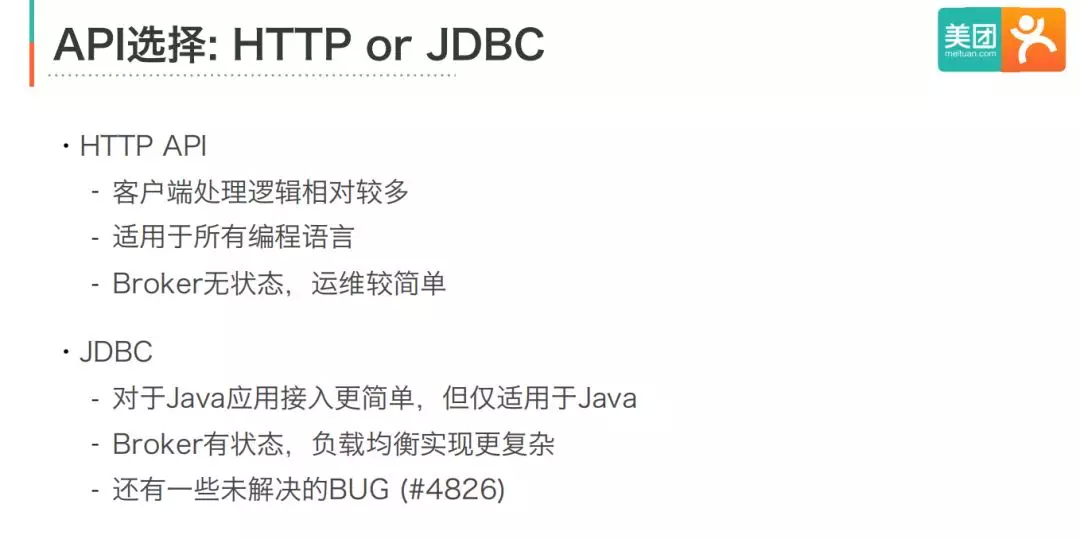 API选择: HTTP or JDBC
美团
meituan.com
· HTTP API
- 客户端处理逻辑相对较多
- 适用于所有编程语言
- Broker无状态，运维较简单
· JDBC
- 对于Java应用接入更简单，但仅适用于Java
- Broker有状态，负载均衡实现更复杂
- 还有一些未解决的BUG (#4826)